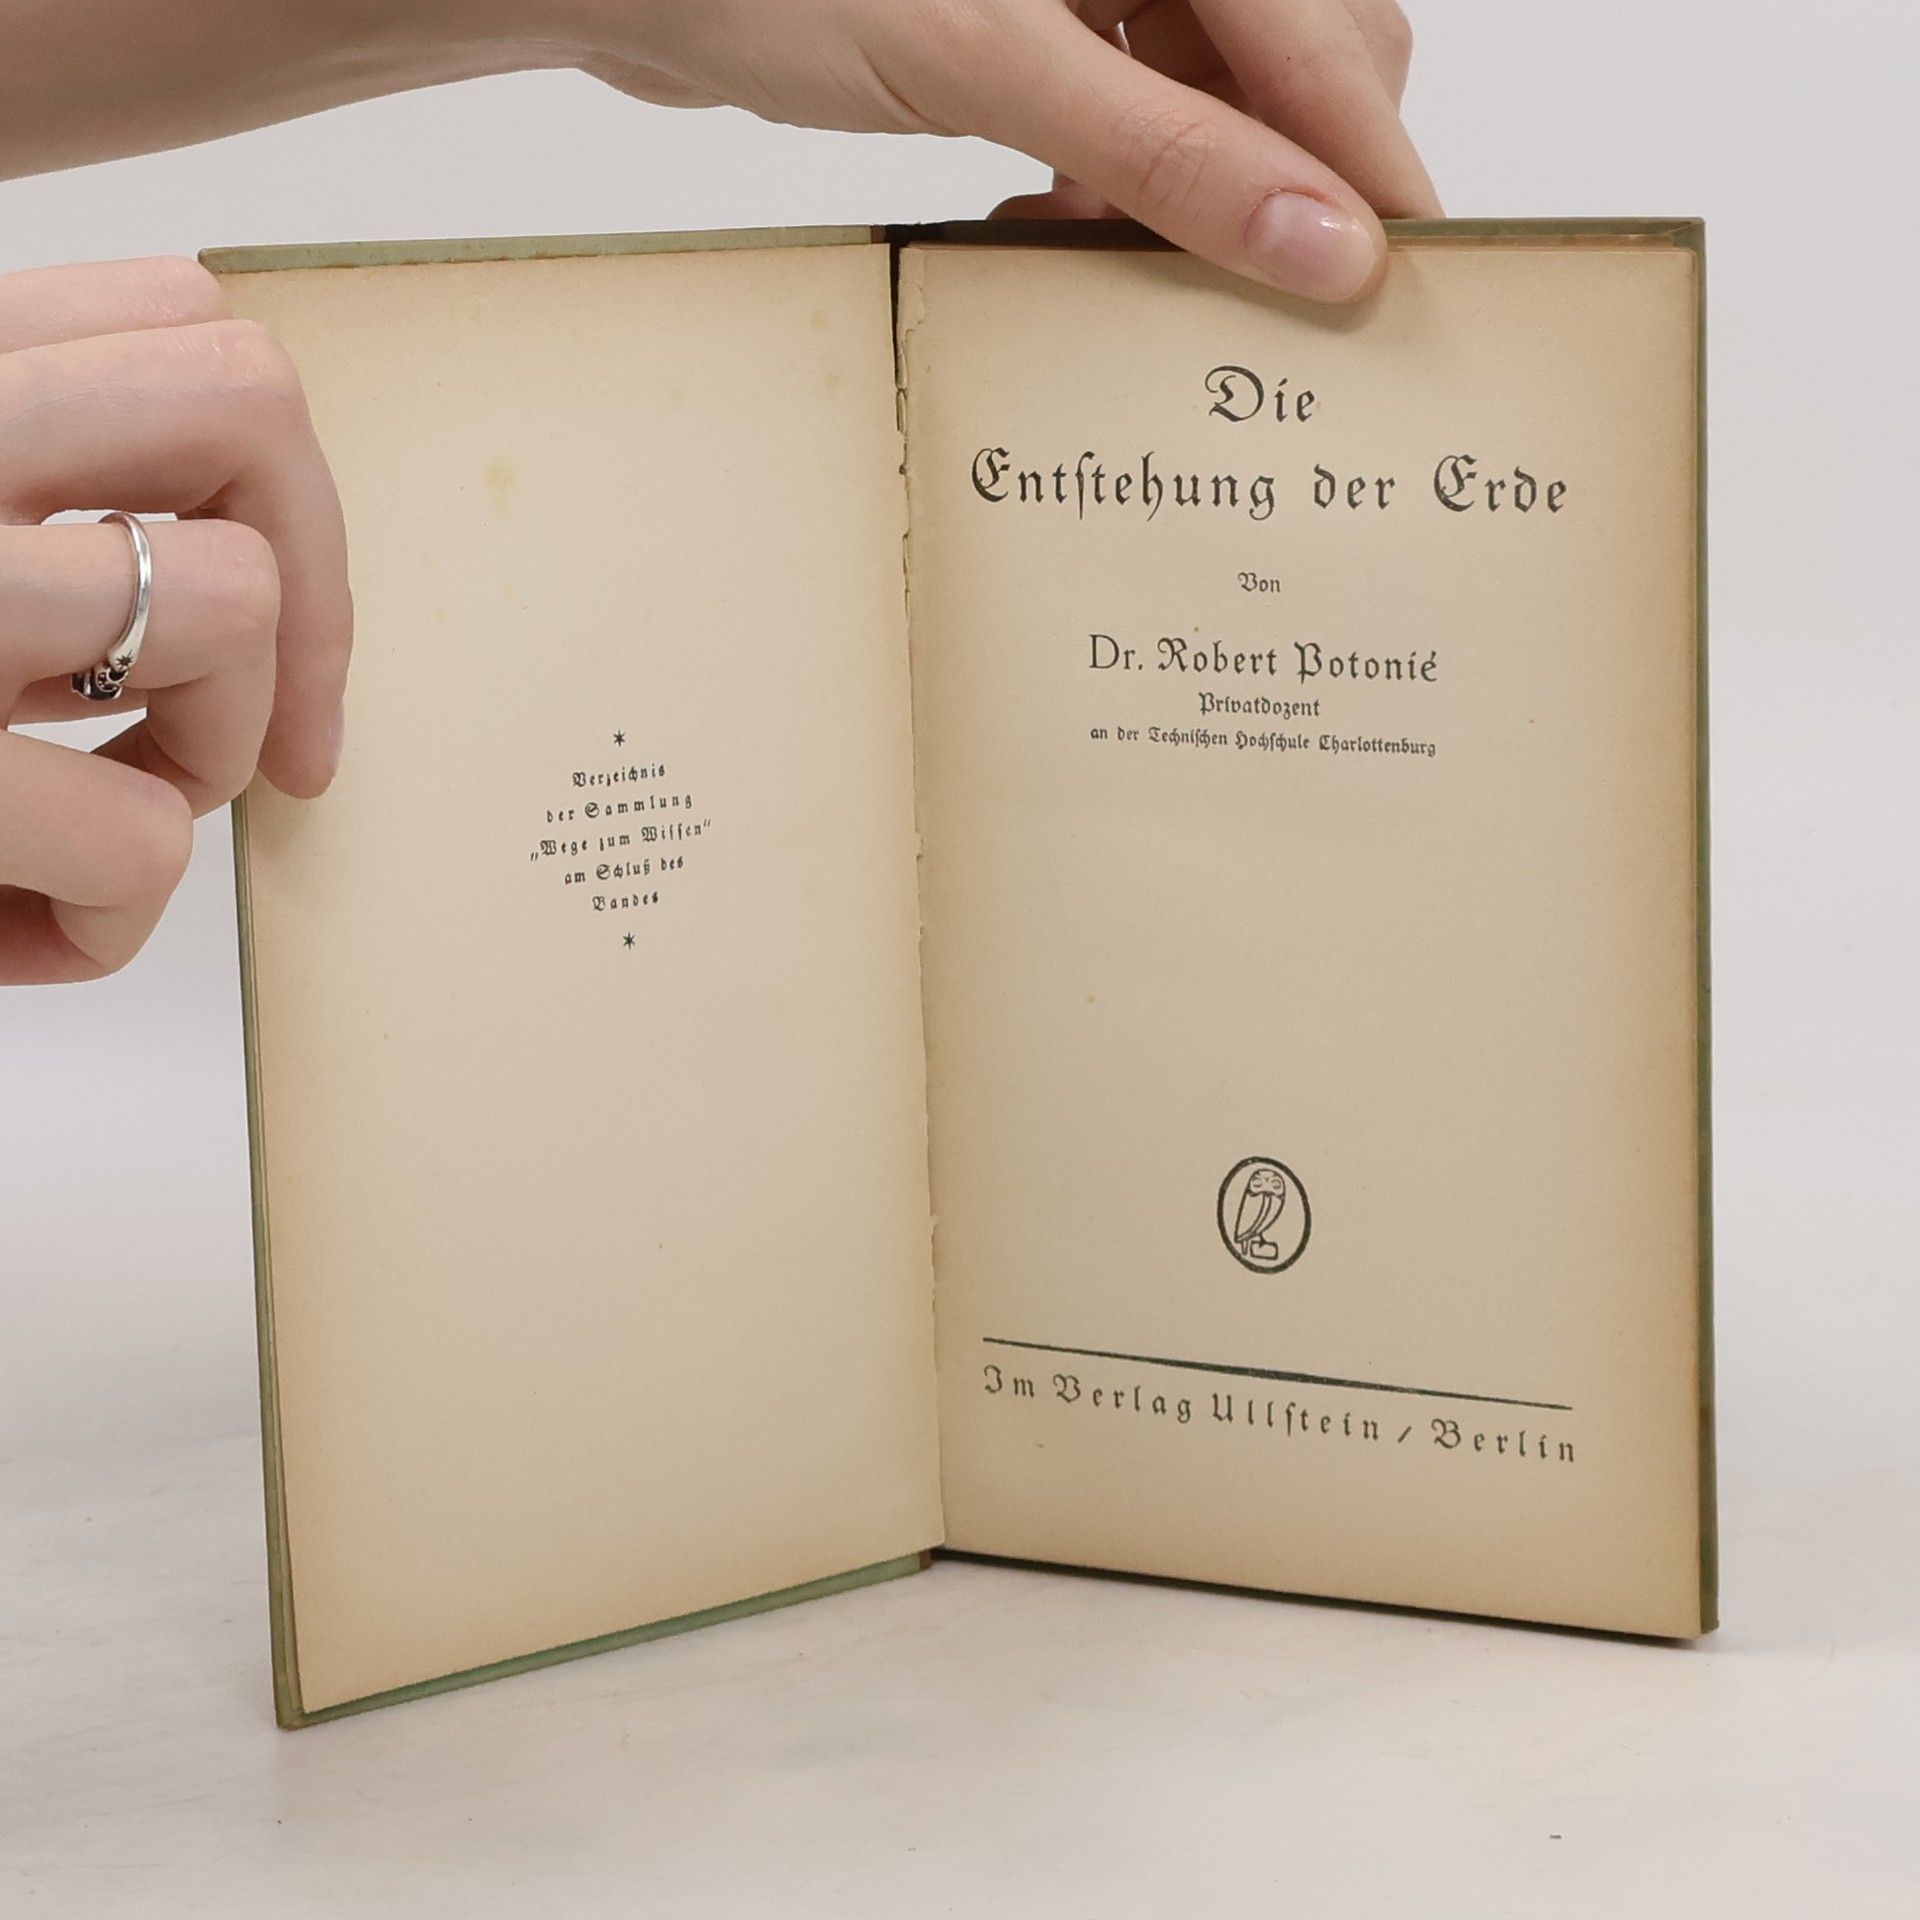 *
Verzeichnis
der Sammlung
„Wege zum Wiſſen“
am Schluß des
Bandes
*
Die
Entſtehung der Erde
Von
Dr. Robert Potonié
Privatdozent
an der Techniſchen Hochſchule Charlottenburg
Im Verlag Ullſtein / Berlin